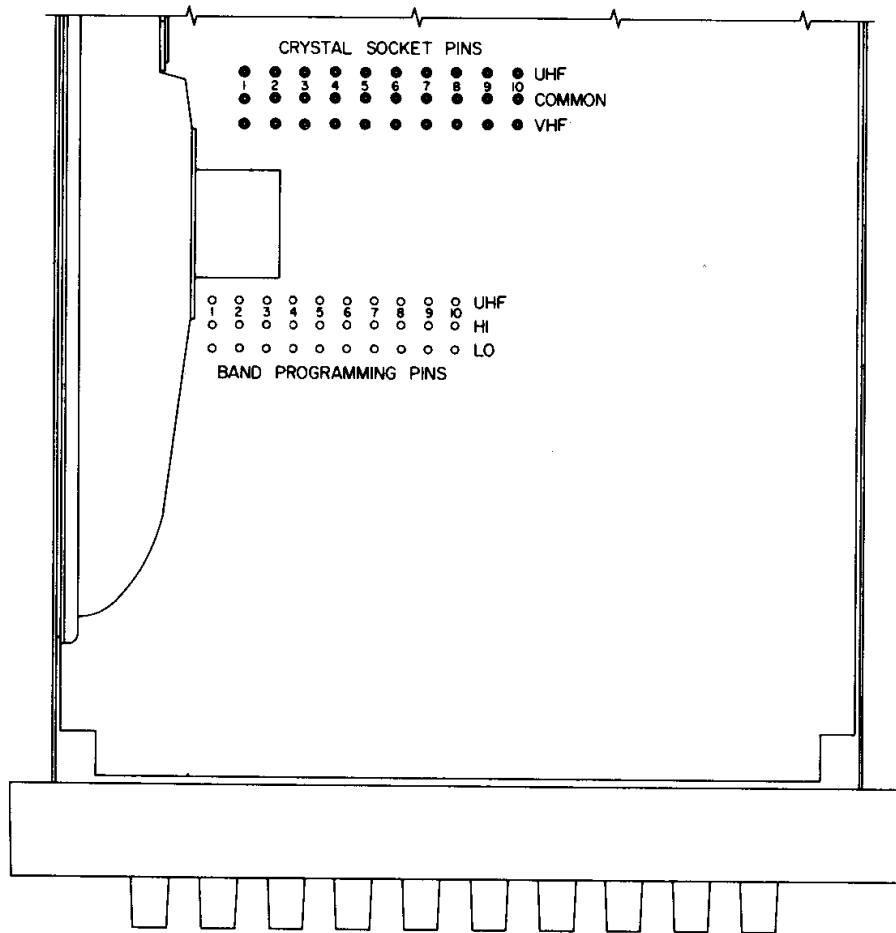 CRYSTAL SOCKET PINS
UHF
1 2 3 4 5 6 7 8 9 10
COMMON
VHF
UHF
1 2 3 4 5 6 7 8 9 10
HI
LO
BAND PROGRAMMING PINS